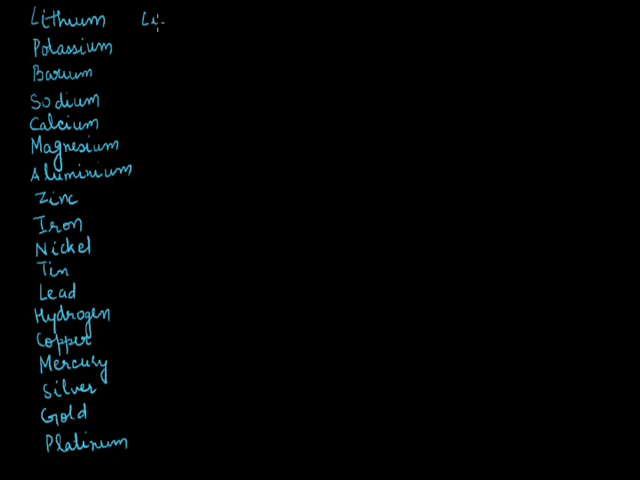 Lithium Li
Potassium
Barium
Sodium
Calcium
Magnesium
Aluminium
Zinc
Iron
Nickel
Tin
Lead
Hydrogen
Copper
Mercury
Silver
Gold
Platinum